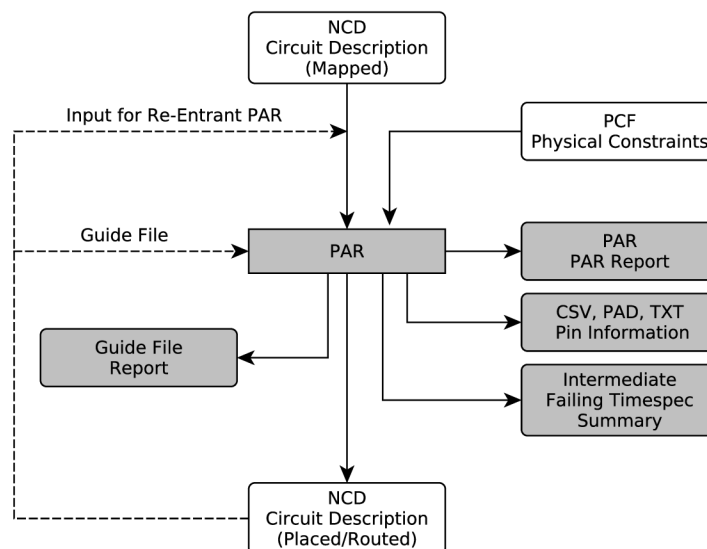 NCD
Circuit Description
(Mapped)
Input for Re-Entrant PAR
PCF
Physical Constraints
Guide File
PAR
PAR
PAR Report
CSV, PAD, TXT
Pin Information
Guide File
Report
Intermediate
Failing Timespec
Summary
NCD
Circuit Description
(Placed/Routed)